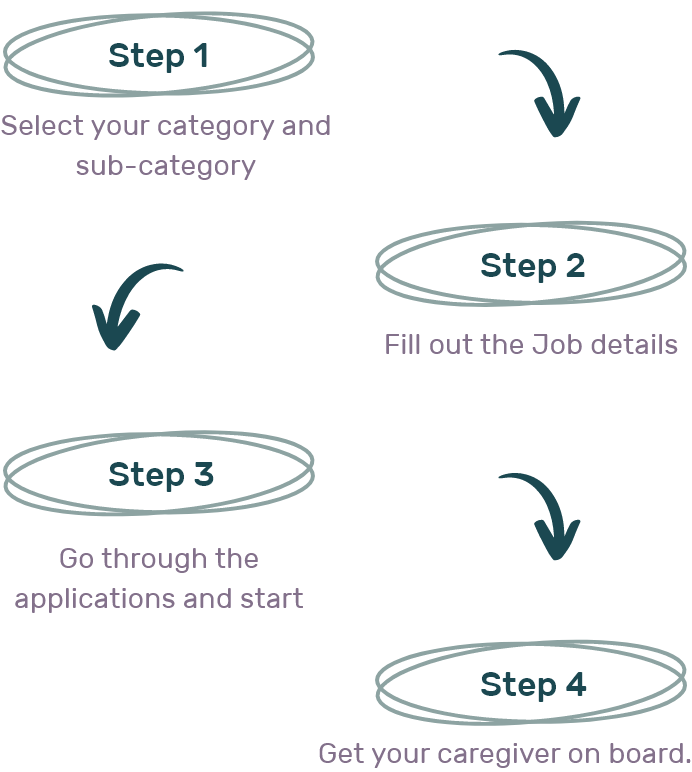 Step 1
Select your category and
sub-category
Step 2
Fill out the Job details
Step 3
Go through the
applications and start
Step 4
Get your caregiver on board.